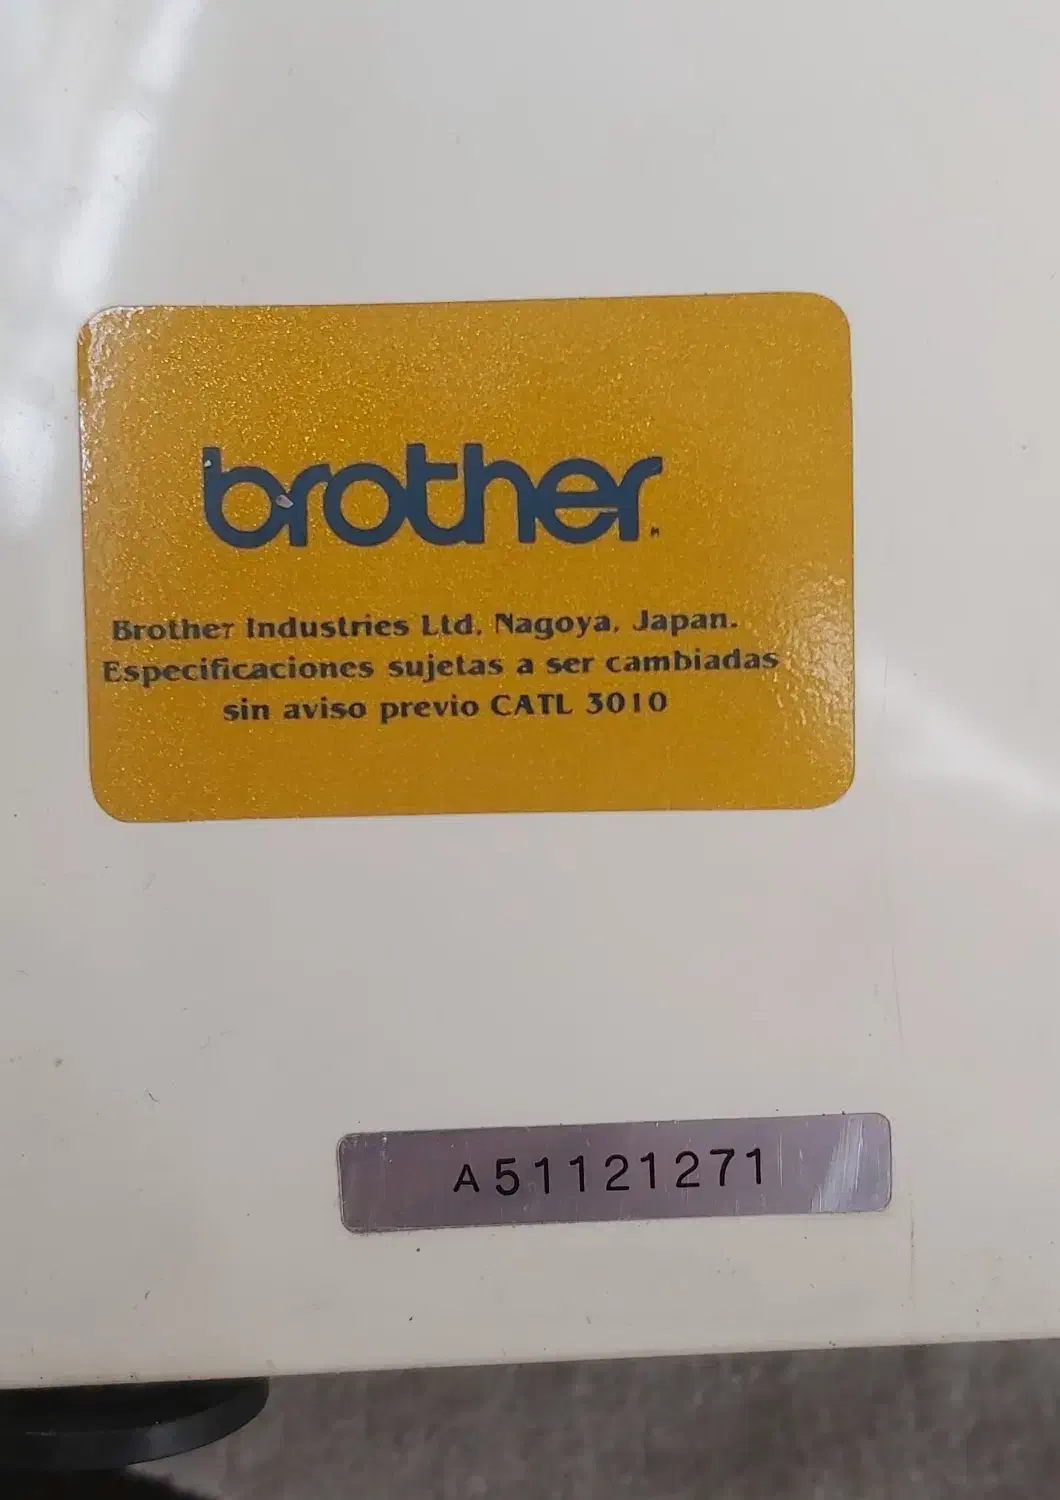 brother
Brother Industries Ltd, Nagoya, Japan.
Especificaciones sujetas a ser cambiadas
sin aviso previo CATL 3010
A51121271